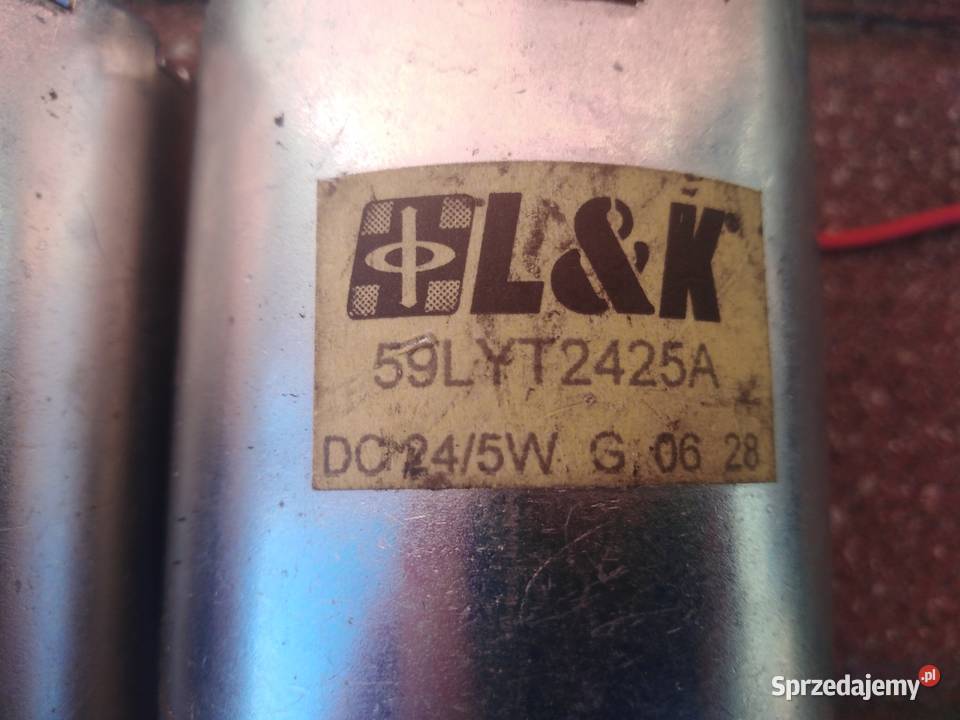 L&K
59LYT2425A
DC 24/5W G 06 28
Sprzedajemy.pl